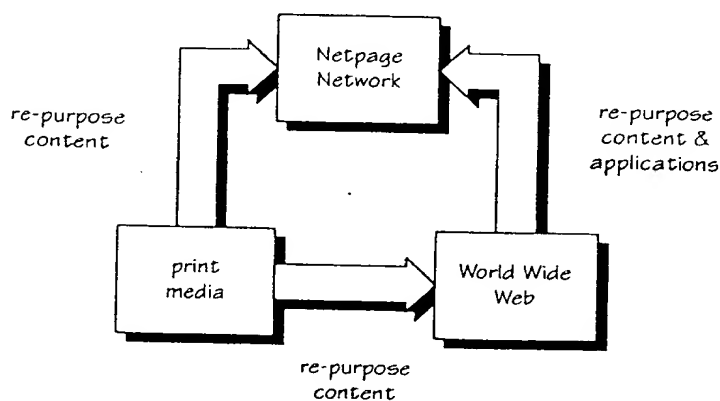 Netpage
Network
re-purpose
content
re-purpose
content &
applications
print
media
World Wide
Web
re-purpose
content